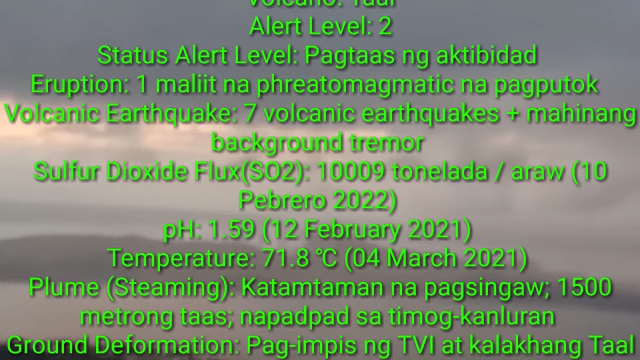 Volcano: Taal
Alert Level: 2
Status Alert Level: Pagtaas ng aktibidad
Eruption: 1 maliit na phreatomagmatic na pagputok
Volcanic Earthquake: 7 volcanic earthquakes + mahinang
background tremor
Sulfur Dioxide Flux(SO2): 10009 tonelada / araw (10
Pebrero 2022)
pH: 1.59 (12 February 2021)
Temperature: 71.8 ℃ (04 March 2021)
Plume (Steaming): Katamtaman na pagsingaw; 1500
metrong taas; napadpad sa timog-kanluran
Ground Deformation: Pag-impis ng TVI at kalakhang Taal